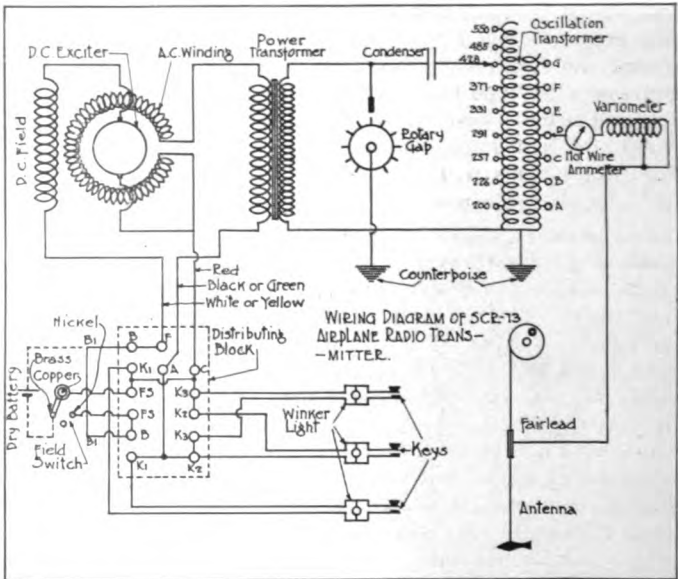 D.C. Exciter
A.C. Winding
Power
Transformer
Condenser
Oscillation
Transformer
550
485
428
377
331
291
257
226
200
G
F
E
D
C
B
A
Variometer
Hot Wire
Ammeter
Rotary
Gap
D.C. Field
Counterpoise
Red
Black or Green
White or Yellow
Nickel
Distributing
Block
WIRING DIAGRAM OF SCR-73
AIRPLANE RADIO TRANS-
-MITTER.
Brass
Copper
Dry Battery
Field
Switch
B1
B1
B
F
K1
A
C
FS
K3
FS
K2
B
K3
K1
K2
Winker
Light
Keys
Fairlead
Antenna